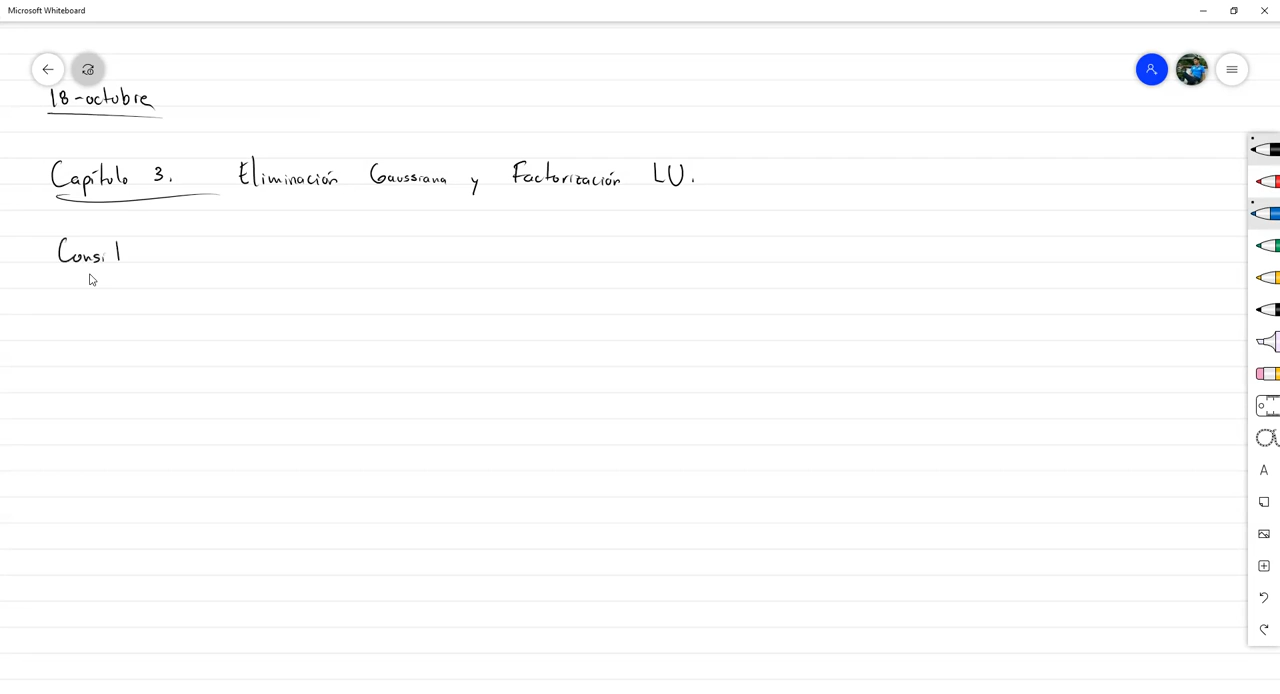 Microsoft Whiteboard
18-octubre
Capítulo 3. Eliminación Gaussiana y Factorización LU.
Consi